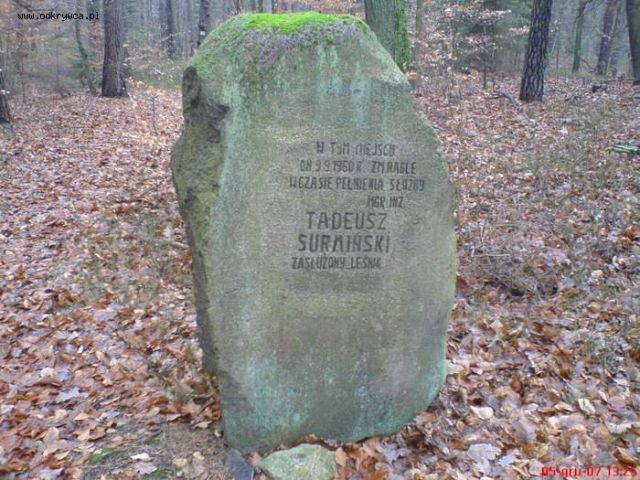 www.odkrywca.pl
W TYM MIEJSCU
DN 9.9.1960 R. ZM. NAGLE
W CZASIE PEŁNIENIA SŁUŻBY
MGR INŻ.
TADEUSZ
SURMIŃSKI
ZASŁUŻONY LEŚNIK
05-gru-07 13:25